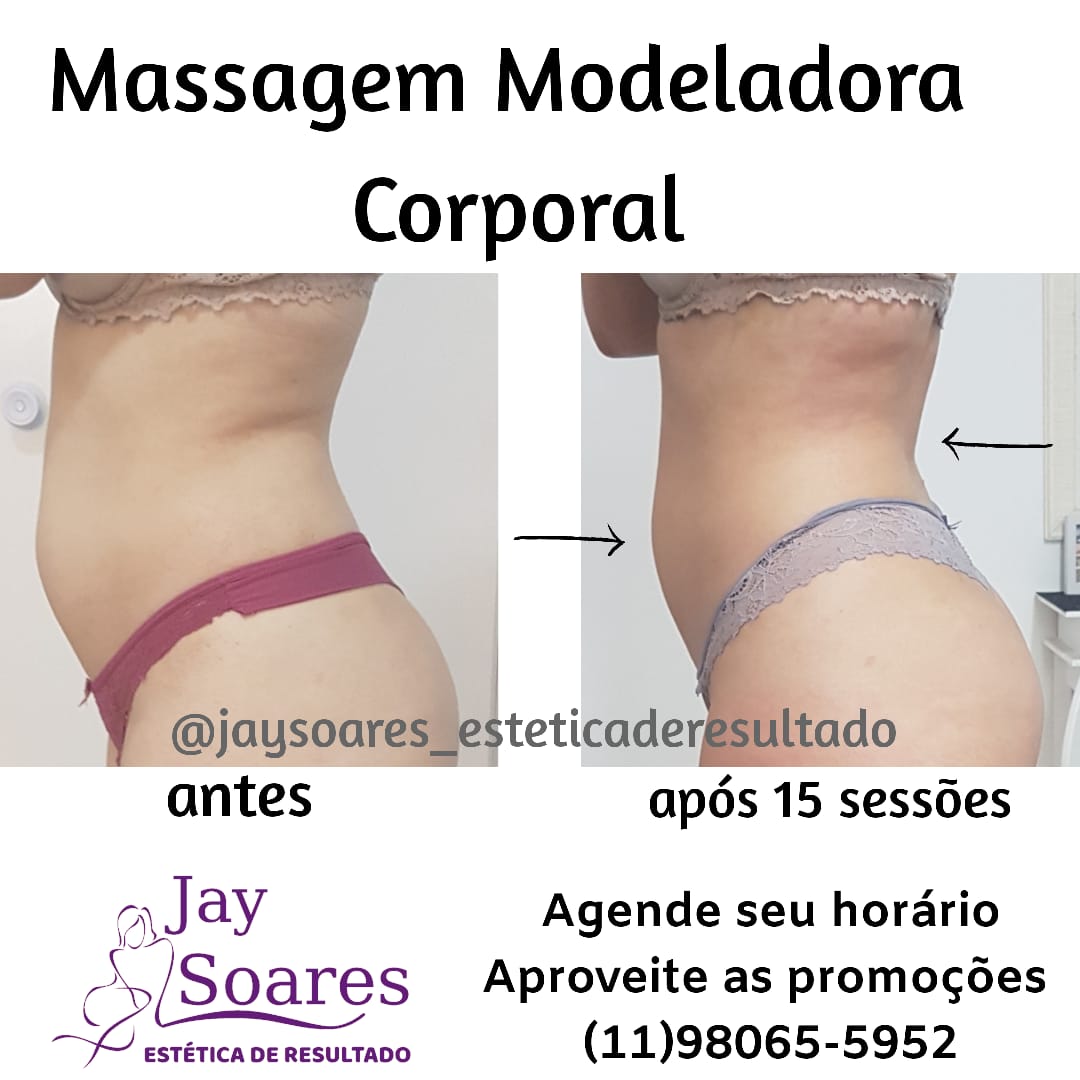 Massagem Modeladora
Corporal
@jaysoares_esteticaderesultado
antes
após 15 sessões
Jay
Soares
ESTÉTICA DE RESULTADO
Agende seu horário
Aproveite as promoções
(11)98065-5952